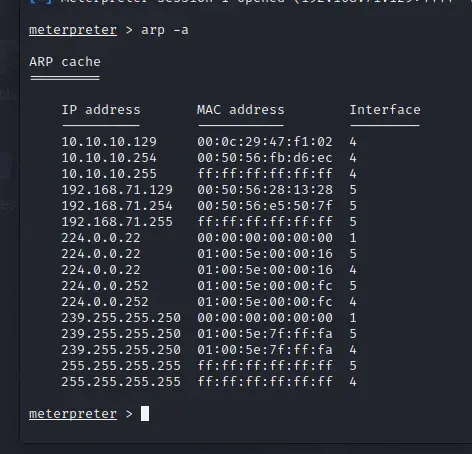 meterpreter > arp -a
ARP cache
=========
IP address MAC address Interface
---------- ----------- ---------
10.10.10.129 00:0c:29:47:f1:02 4
10.10.10.254 00:50:56:fb:d6:ec 4
10.10.10.255 ff:ff:ff:ff:ff:ff 4
192.168.71.129 00:50:56:28:13:28 5
192.168.71.254 00:50:56:e5:50:7f 5
192.168.71.255 ff:ff:ff:ff:ff:ff 5
224.0.0.22 00:00:00:00:00:00 1
224.0.0.22 01:00:5e:00:00:16 5
224.0.0.22 01:00:5e:00:00:16 4
224.0.0.252 01:00:5e:00:00:fc 5
224.0.0.252 01:00:5e:00:00:fc 4
239.255.255.250 00:00:00:00:00:00 1
239.255.255.250 01:00:5e:7f:ff:fa 5
239.255.255.250 01:00:5e:7f:ff:fa 4
255.255.255.255 ff:ff:ff:ff:ff:ff 5
255.255.255.255 ff:ff:ff:ff:ff:ff 4
meterpreter >